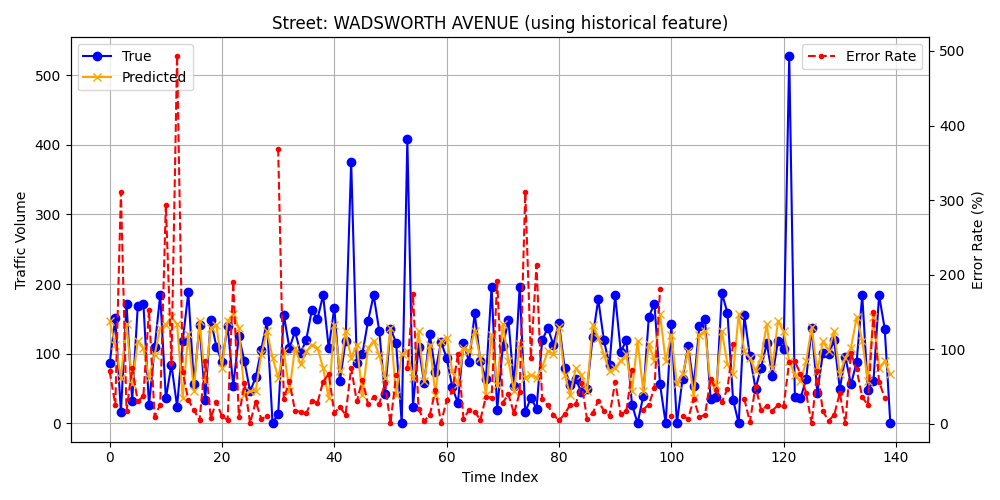 Street: WADSWORTH AVENUE (using historical feature)
True
Predicted
Error Rate
500
400
300
200
100
0
Traffic Volume
500
400
300
200
100
0
Error Rate (%)
0 20 40 60 80 100 120 140
Time Index